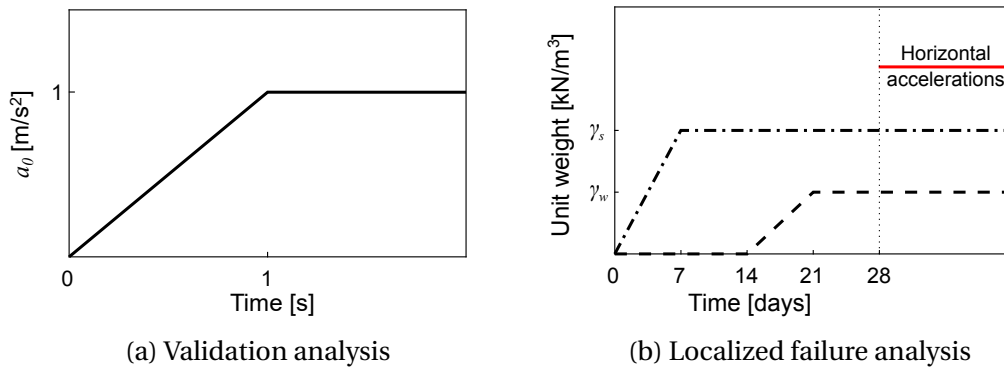 a₀ [m/s²]
1
0
1
Time [s]
(a) Validation analysis
Unit weight [kN/m³]
Horizontal
accelerations
γₛ
γ_w
0 7 14 21 28
Time [days]
(b) Localized failure analysis